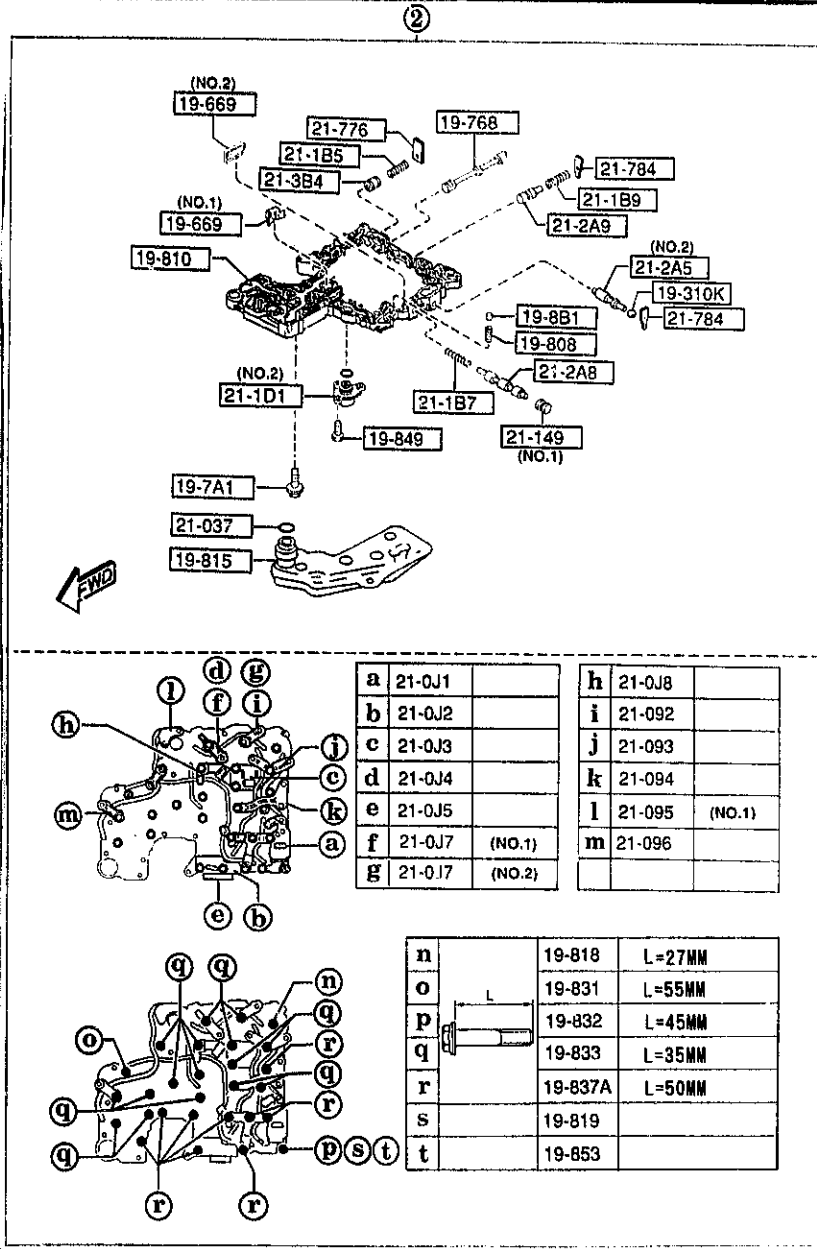 2
(NO.2)
19-669
21-776
19-768
21-1B5
21-3B4
21-784
21-1B9
21-2A9
(NO.1)
19-669
19-810
(NO.2)
21-2A5
19-310K
21-784
19-8B1
19-808
21-2A8
(NO.2)
21-1D1
21-1B7
19-849
21-149
(NO.1)
19-7A1
21-037
19-815
FWD
d g
l f i
h j
c
m k
a
e b
a 21-0J1
b 21-0J2
c 21-0J3
d 21-0J4
e 21-0J5
f 21-0J7 (NO.1)
g 21-0J7 (NO.2)
h 21-0J8
i 21-092
j 21-093
k 21-094
l 21-095 (NO.1)
m 21-096
q q n
q
o r
q
q r
q p s t
r r
L
n 19-818 L=27MM
o 19-831 L=55MM
p 19-832 L=45MM
q 19-833 L=35MM
r 19-837A L=50MM
s 19-819
t 19-853